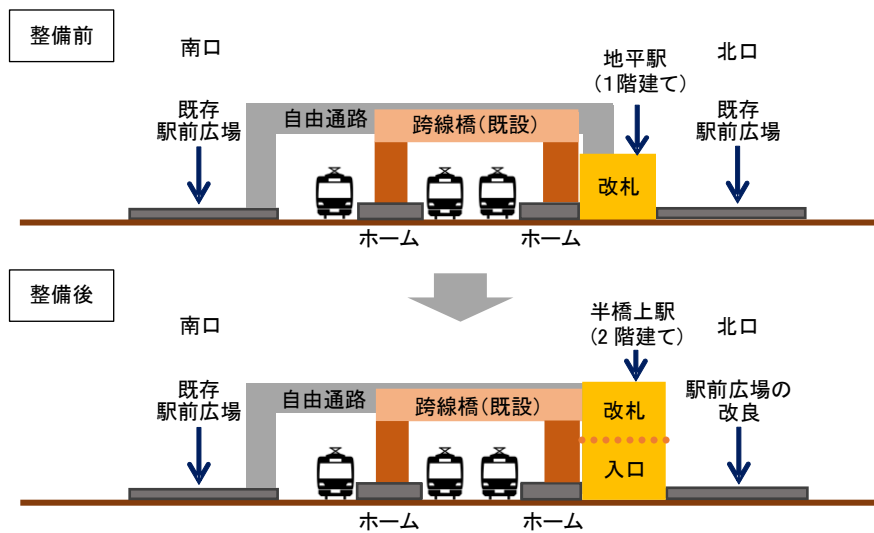 整備前
南口
北口
地平駅
（1階建て）
既存
駅前広場
自由通路
跨線橋（既設）
既存
駅前広場
改札
ホーム
ホーム
整備後
南口
半橋上駅
（2 階建て）
北口
既存
駅前広場
自由通路
跨線橋（既設）
改札
駅前広場の
改良
入口
ホーム
ホーム